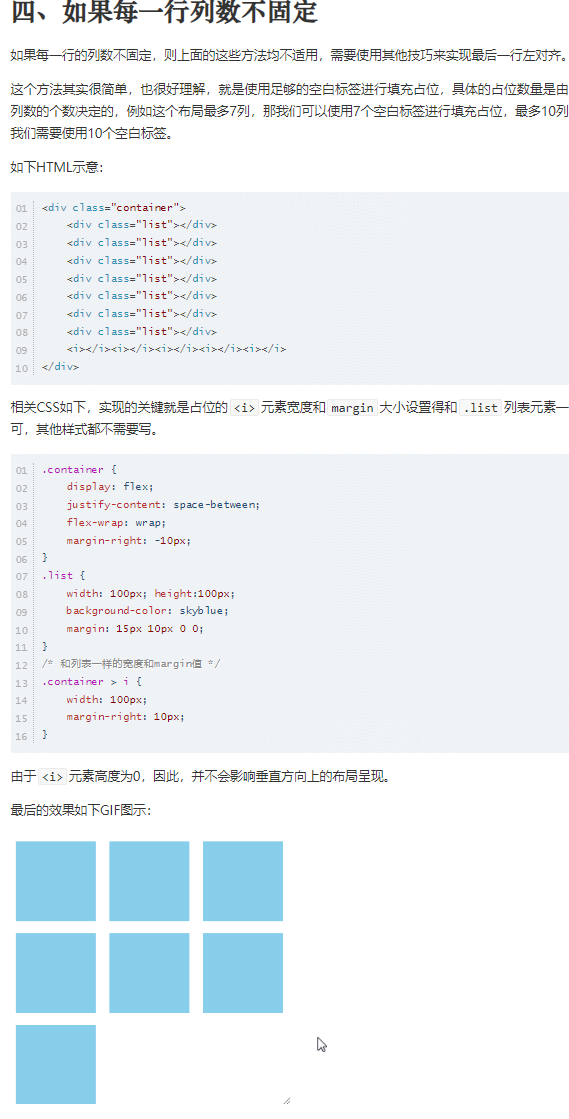 四、如果每一行列数不固定
如果每一行的列数不固定，则上面的这些方法均不适用，需要使用其他技巧来实现最后一行左对齐。
这个方法其实很简单，也很好理解，就是使用足够的空白标签进行填充占位，具体的占位数量是由
列数的个数决定的，例如这个布局最多7列，那我们可以使用7个空白标签进行填充占位，最多10列
我们需要使用10个空白标签。
如下HTML示意：
01 <div class="container">
02     <div class="list"></div>
03     <div class="list"></div>
04     <div class="list"></div>
05     <div class="list"></div>
06     <div class="list"></div>
07     <div class="list"></div>
08     <div class="list"></div>
09     <i></i><i></i><i></i><i></i><i></i>
10 </div>
相关CSS如下，实现的关键就是占位的 <i> 元素宽度和 margin 大小设置得和 .list 列表元素一
可，其他样式都不需要写。
01 .container {
02     display: flex;
03     justify-content: space-between;
04     flex-wrap: wrap;
05     margin-right: -10px;
06 }
07 .list {
08     width: 100px; height:100px;
09     background-color: skyblue;
10     margin: 15px 10px 0 0;
11 }
12 /* 和列表一样的宽度和margin值 */
13 .container > i {
14     width: 100px;
15     margin-right: 10px;
16 }
由于 <i> 元素高度为0，因此，并不会影响垂直方向上的布局呈现。
最后的效果如下GIF图示：